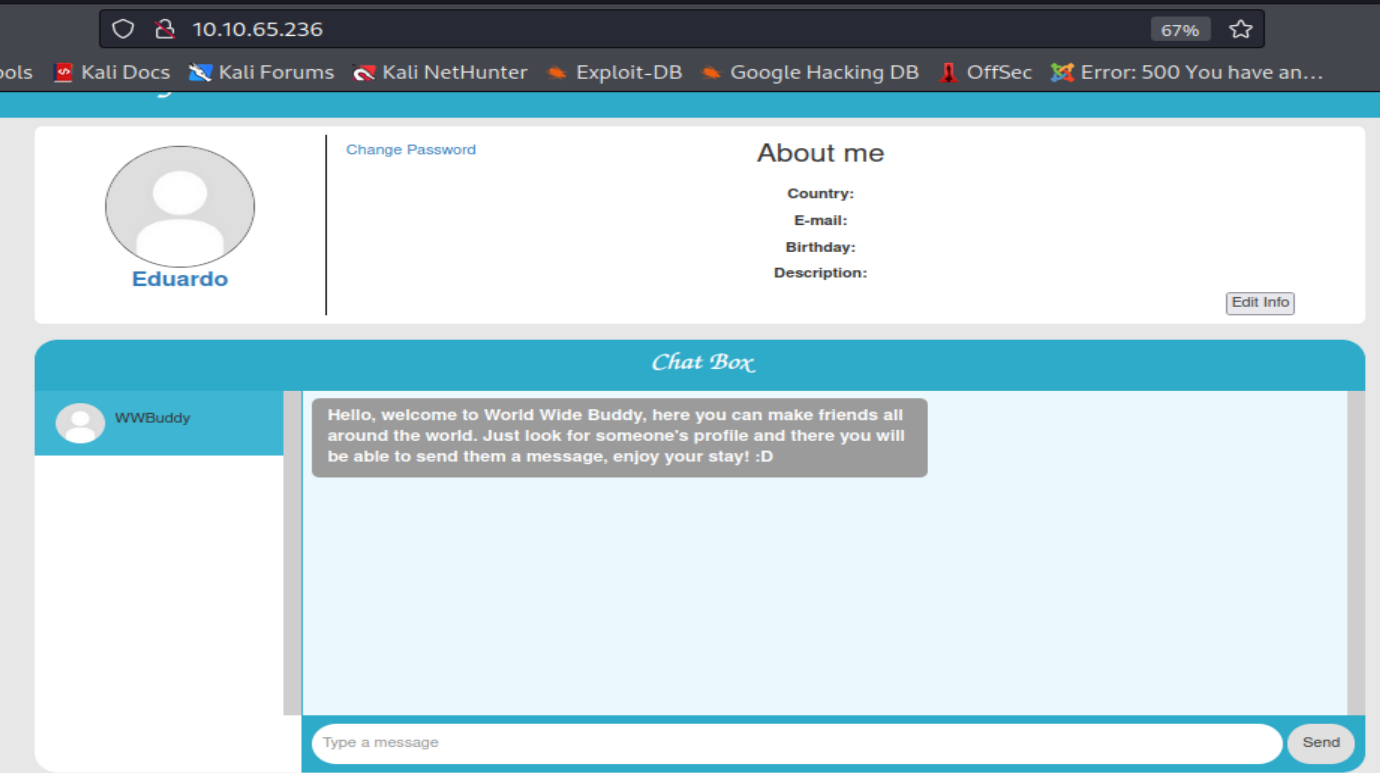 10.10.65.236
67%
ools Kali Docs Kali Forums Kali NetHunter Exploit-DB Google Hacking DB OffSec Error: 500 You have an...
Change Password
About me
Country:
E-mail:
Birthday:
Description:
Eduardo
Edit Info
Chat Box
WWBuddy
Hello, welcome to World Wide Buddy, here you can make friends all
around the world. Just look for someone's profile and there you will
be able to send them a message, enjoy your stay! :D
Type a message
Send